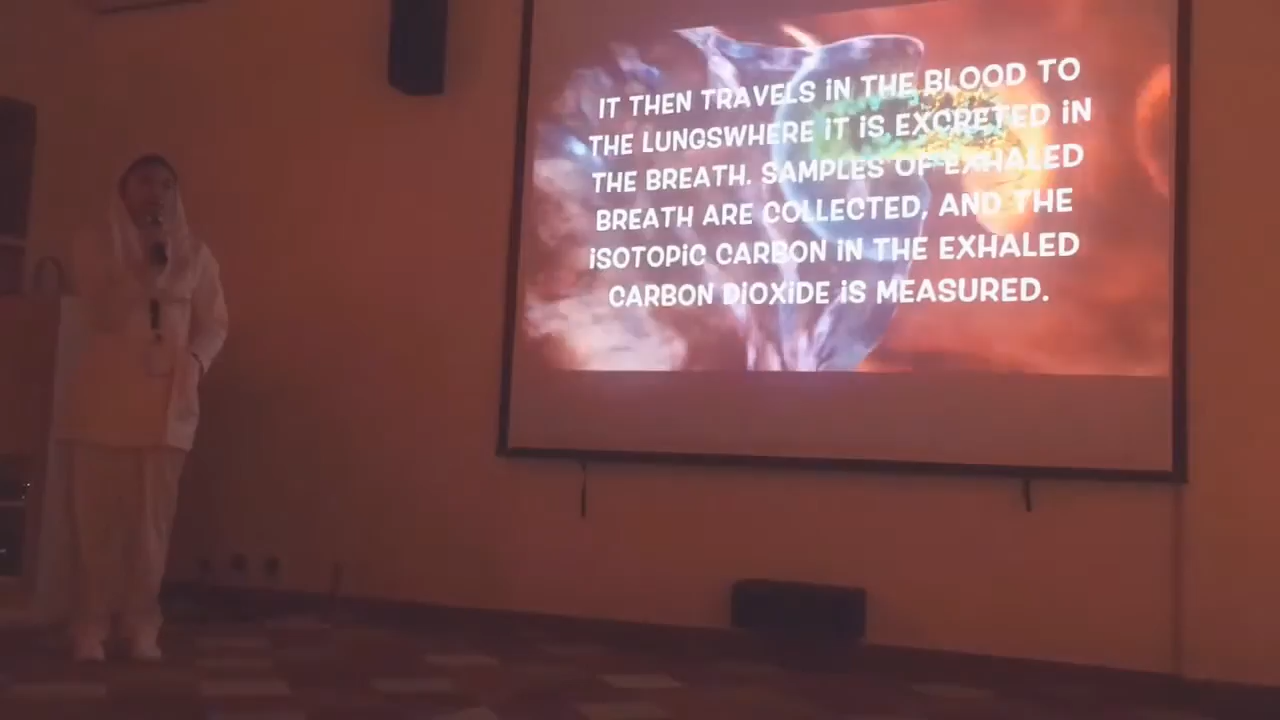 IT THEN TRAVELS iN THE BLOOD TO
THE LUNGSWHERE iT iS EXCRETED iN
THE BREATH. SAMPLES OF EXHALED
BREATH ARE COLLECTED, AND THE
iSOTOPiC CARBON iN THE EXHALED
CARBON DiOXiDE iS MEASURED.